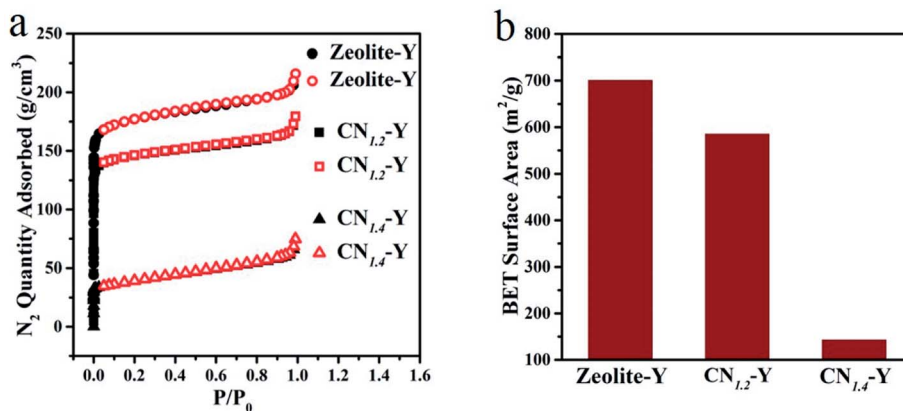 a
N₂ Quantity Adsorbed (g/cm³)
250
200
150
100
50
0
Zeolite-Y
Zeolite-Y
CN₁.₂-Y
CN₁.₂-Y
CN₁.₄-Y
CN₁.₄-Y
0.0 0.2 0.4 0.6 0.8 1.0 1.2 1.4 1.6
P/P₀
b
BET Surface Area (m²/g)
800
700
600
500
400
300
200
100
Zeolite-Y CN₁.₂-Y CN₁.₄-Y